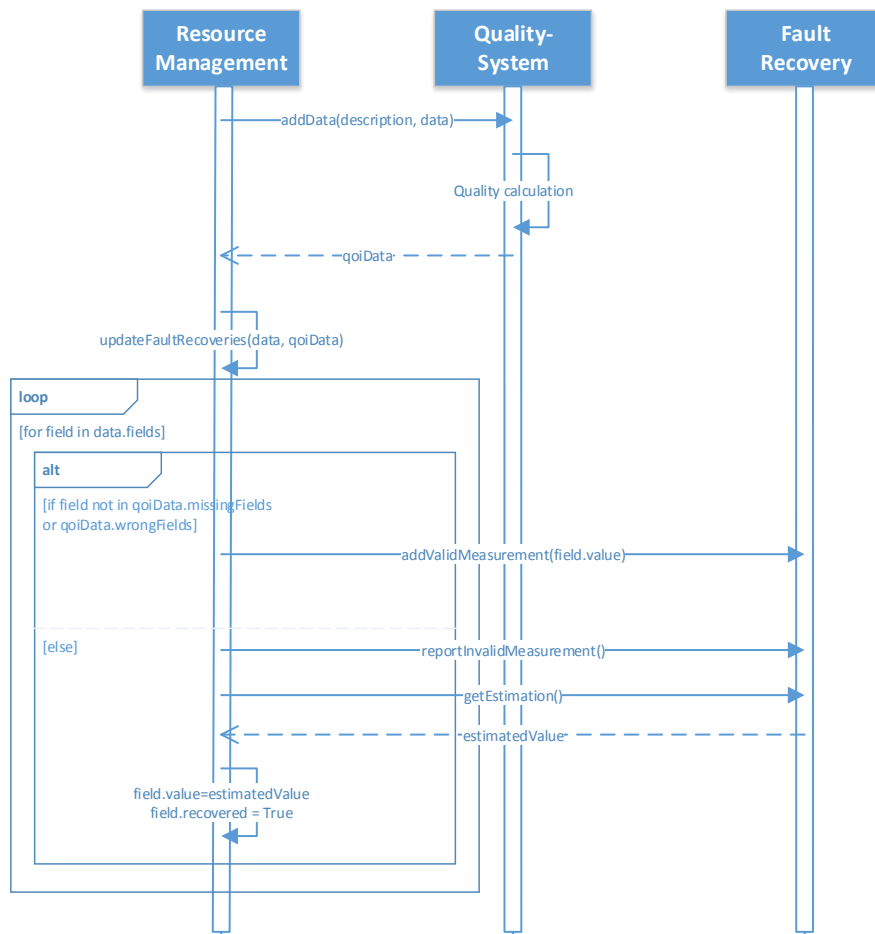 Resource
Management
Quality-
System
Fault
Recovery
addData(description, data)
Quality calculation
qoiData
updateFaultRecoveries(data, qoiData)
loop
[for field in data.fields]
alt
[if field not in qoiData.missingFields
or qoiData.wrongFields]
addValidMeasurement(field.value)
[else]
reportInvalidMeasurement()
getEstimation()
estimatedValue
field.value=estimatedValue
field.recovered = True